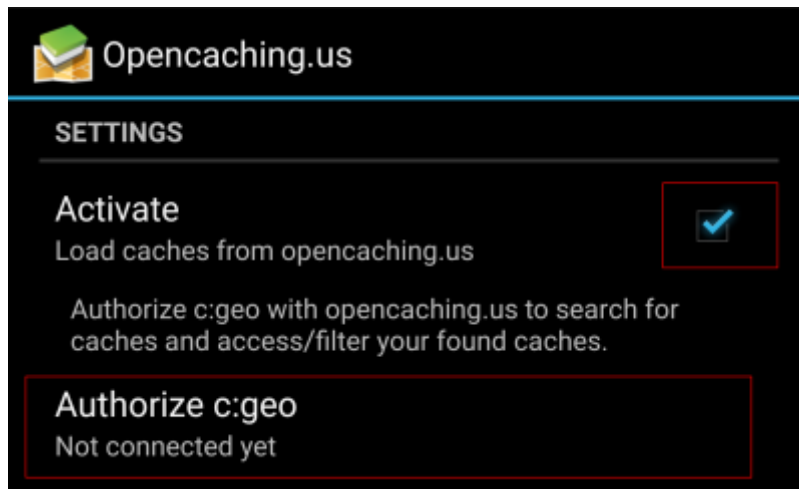 Opencaching.us
SETTINGS
Activate
Load caches from opencaching.us
Authorize c:geo with opencaching.us to search for
caches and access/filter your found caches.
Authorize c:geo
Not connected yet